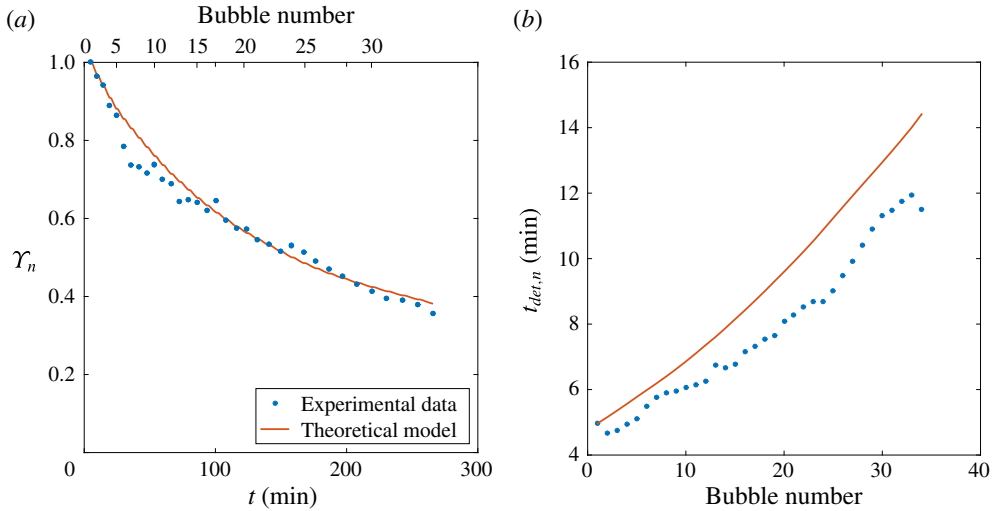 (a)
Bubble number
0 5 10 15 20 25 30
1.0
0.8
0.6
0.4
0.2
0 100 200 300
ϒn
t (min)
Experimental data
Theoretical model
(b)
16
14
12
10
8
6
4
0 10 20 30 40
tdet,n (min)
Bubble number